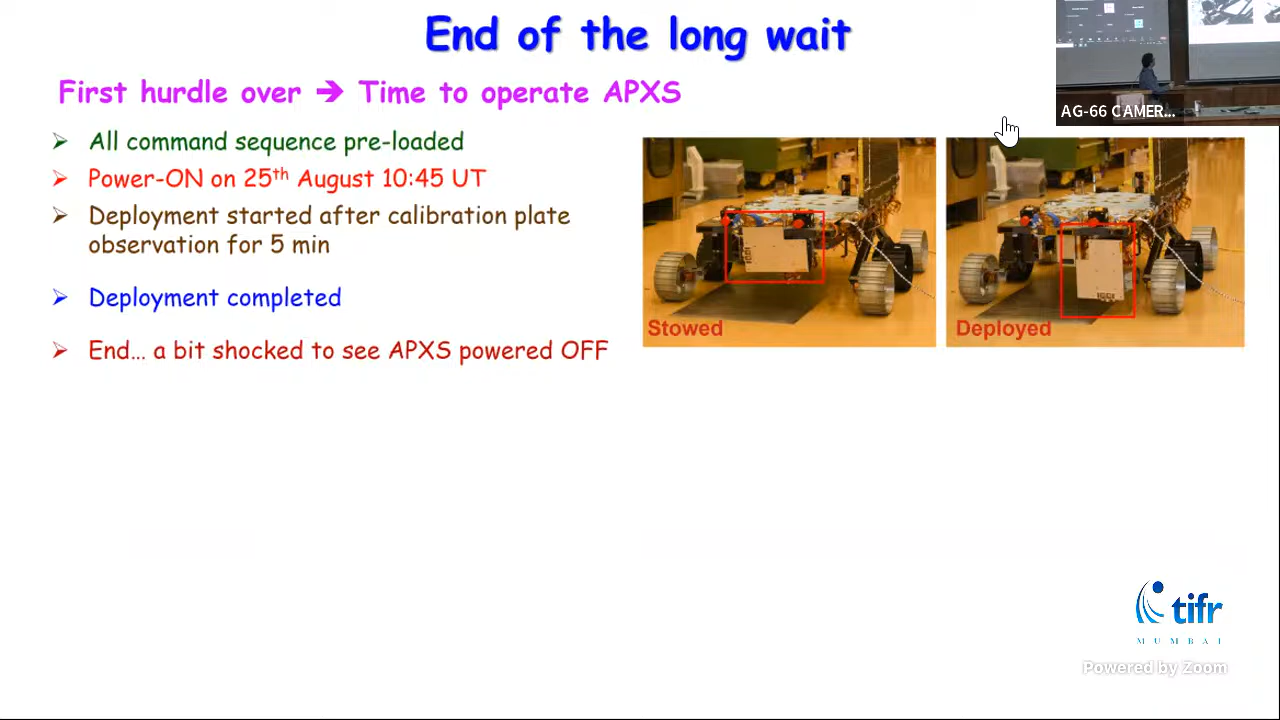 End of the long wait
First hurdle over ➔ Time to operate APXS
➢ All command sequence pre-loaded
➢ Power-ON on 25th August 10:45 UT
➢ Deployment started after calibration plate
observation for 5 min
➢ Deployment completed
➢ End... a bit shocked to see APXS powered OFF
Stowed
Deployed
AG-66 CAMER...
tifr
MUMBAI
Powered by Zoom